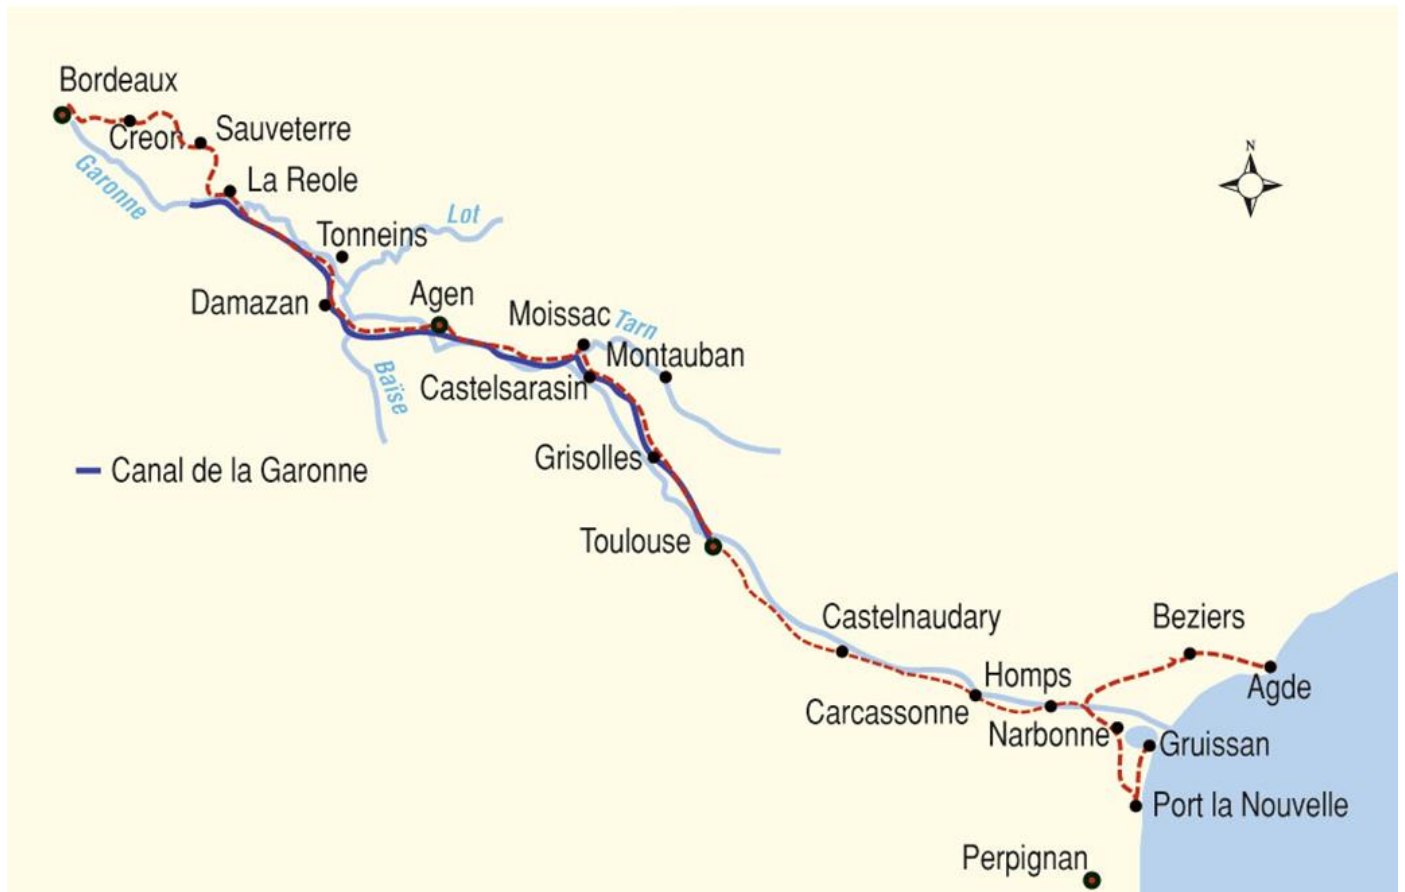 Bordeaux
Creon
Sauveterre
Garonne
La Reole
N
Lot
Tonneins
Damazan
Agen
Moissac
Tarn
Montauban
Castelsarasin
Baïse
Grisolles
Canal de la Garonne
Toulouse
Castelnaudary
Beziers
Homps
Agde
Carcassonne
Narbonne
Gruissan
Port la Nouvelle
Perpignan